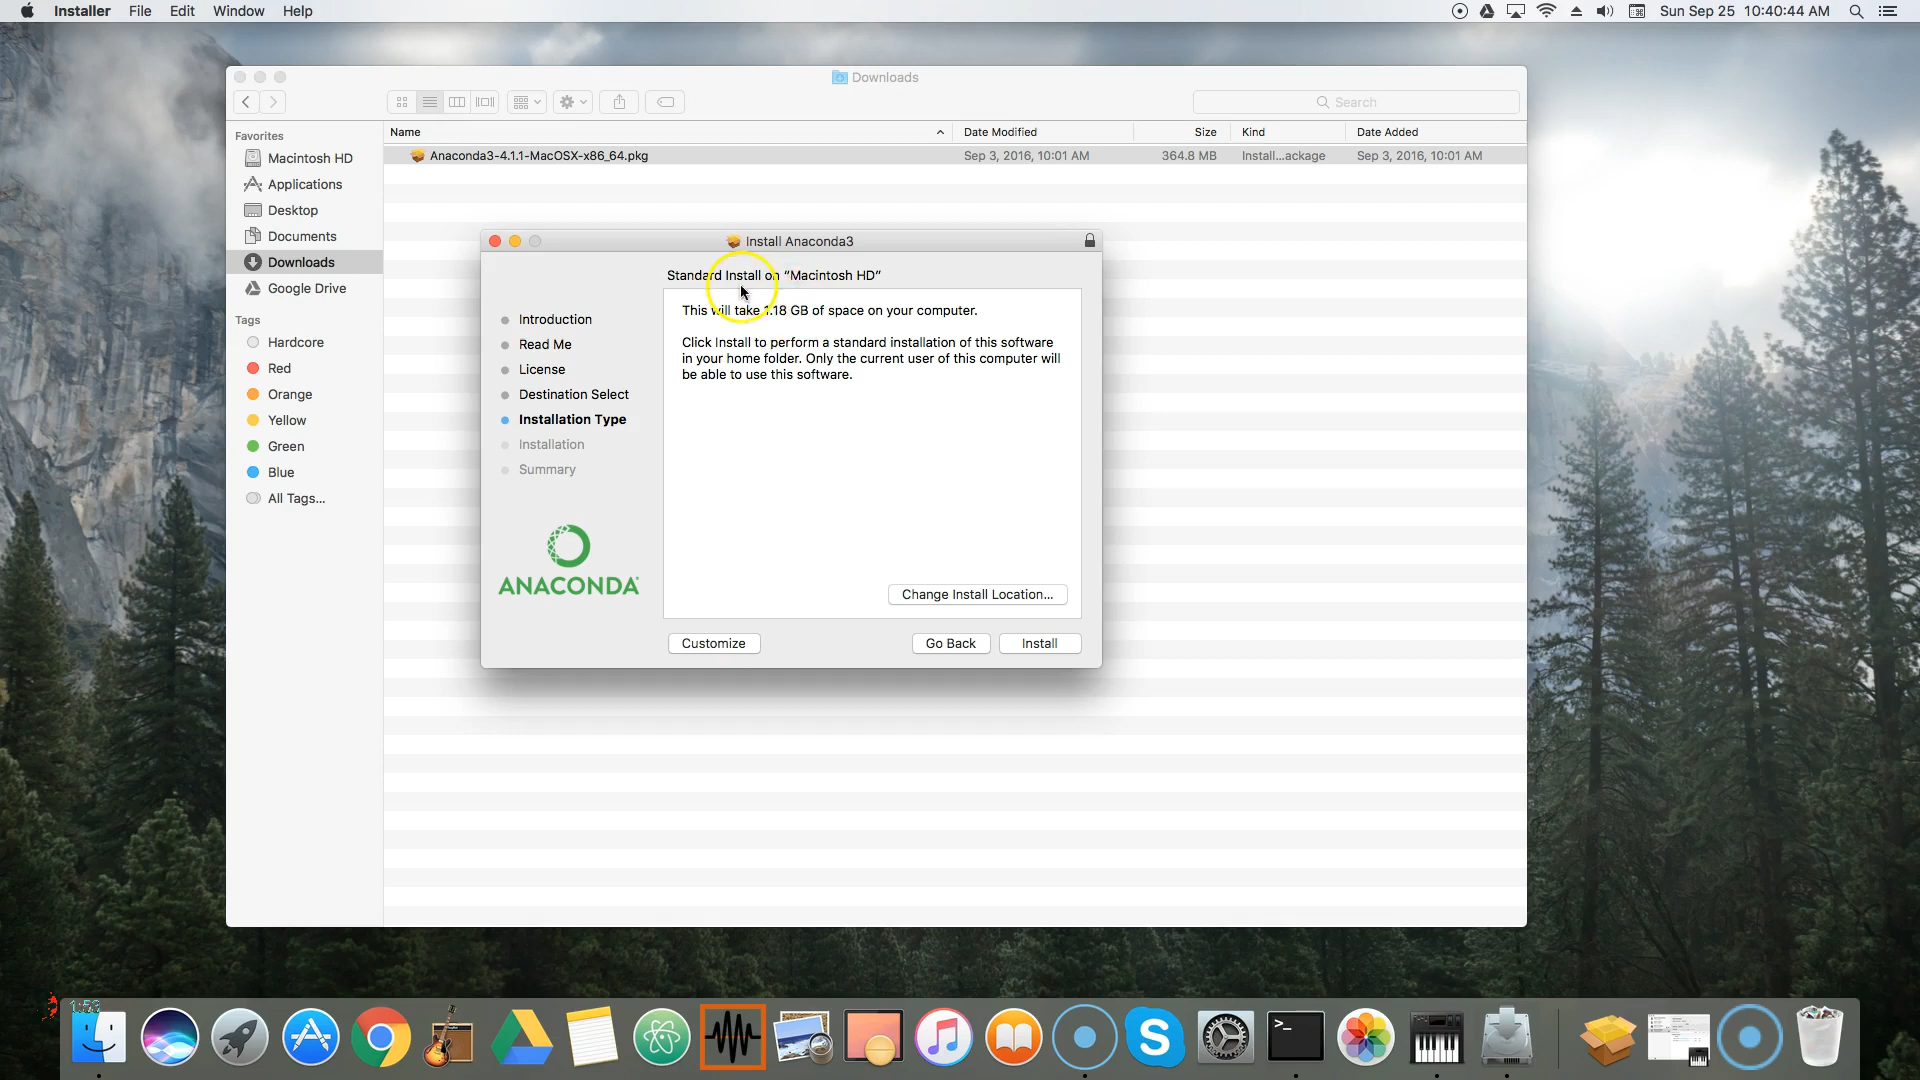 Installer File Edit Window Help
Sun Sep 25 10:40:44 AM
Downloads
Search
Favorites
Macintosh HD
Applications
Desktop
Documents
Downloads
Google Drive
Tags
Hardcore
Red
Orange
Yellow
Green
Blue
All Tags...
Name Date Modified Size Kind Date Added
Anaconda3-4.1.1-MacOSX-x86_64.pkg Sep 3, 2016, 10:01 AM 364.8 MB Install...ackage Sep 3, 2016, 10:01 AM
Install Anaconda3
Standard Install on “Macintosh HD”
Introduction
Read Me
License
Destination Select
Installation Type
Installation
Summary
ANACONDA
This will take 1.18 GB of space on your computer.
Click Install to perform a standard installation of this software
in your home folder. Only the current user of this computer will
be able to use this software.
Change Install Location...
Customize Go Back Install
1:53